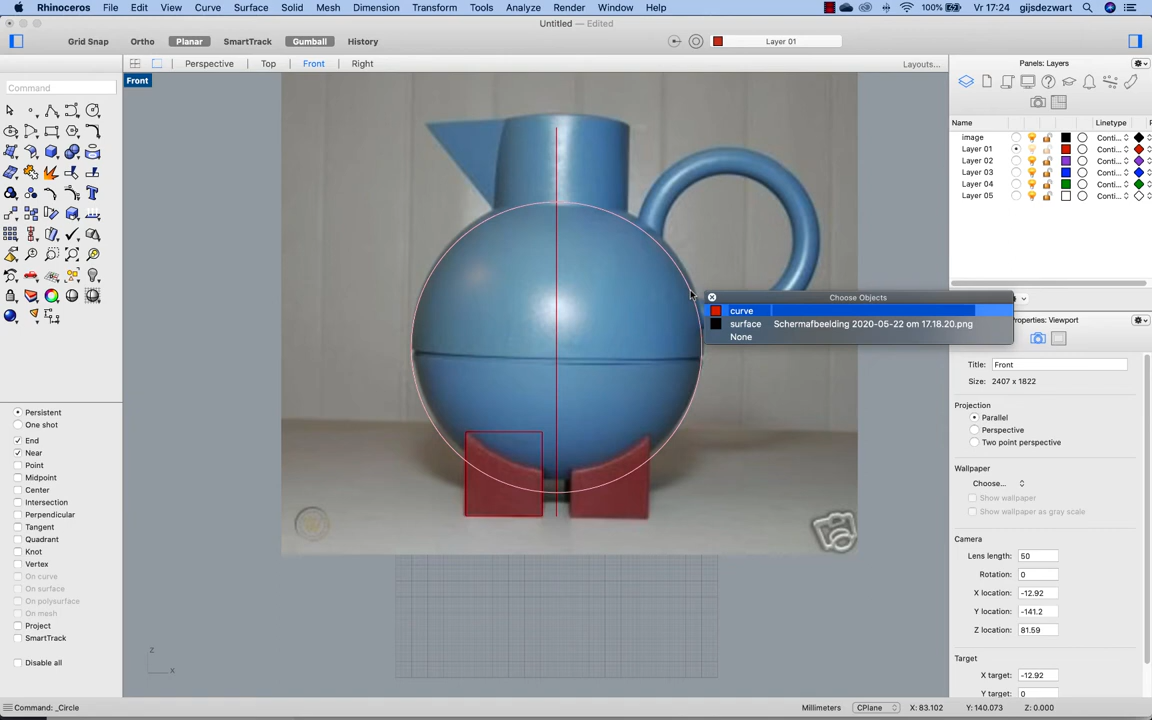 Rhinoceros File Edit View Curve Surface Solid Mesh Dimension Transform Tools Analyze Render Window Help 100% Vr 17:24 gijsdezwart
Untitled — Edited
Grid Snap Ortho Planar SmartTrack Gumball History Layer 01
Perspective Top Front Right Layouts... Panels: Layers
Front
Command
Name Linetype
image Conti...
Layer 01 Conti...
Layer 02 Conti...
Layer 03 Conti...
Layer 04 Conti...
Layer 05 Conti...
Choose Objects
curve
surface Schermafbeelding 2020-05-22 om 17.18.20.png
None
Properties: Viewport
Title: Front
Size: 2407 x 1822
Projection
Parallel
Perspective
Two point perspective
Wallpaper
Choose...
Show wallpaper
Show wallpaper as gray scale
Camera
Lens length: 50
Rotation: 0
X location: -12.92
Y location: -141.2
Z location: 81.59
Target
X target: -12.92
Y target: 0
Persistent
One shot
End
Near
Point
Midpoint
Center
Intersection
Perpendicular
Tangent
Quadrant
Knot
Vertex
On curve
On surface
On polysurface
On mesh
Project
SmartTrack
Disable all
z
x
Command: _Circle Millimeters CPlane X: 83.102 Y: 140.073 Z: 0.000